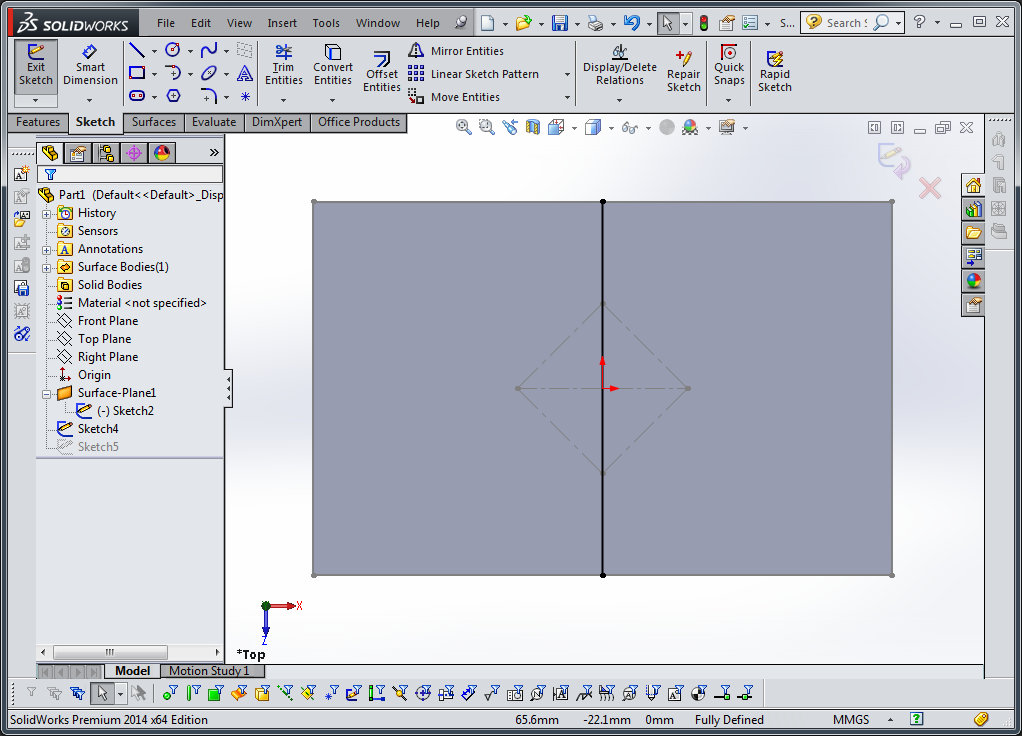 SOLIDWORKS File Edit View Insert Tools Window Help S... Search
Exit Sketch
Smart Dimension
Trim Entities
Convert Entities
Offset Entities
Mirror Entities
Linear Sketch Pattern
Move Entities
Display/Delete Relations
Repair Sketch
Quick Snaps
Rapid Sketch
Features Sketch Surfaces Evaluate DimXpert Office Products
Part1 (Default<<Default>_Disp
History
Sensors
Annotations
Surface Bodies(1)
Solid Bodies
Material <not specified>
Front Plane
Top Plane
Right Plane
Origin
Surface-Plane1
(-) Sketch2
Sketch4
Sketch5
X
Z
*Top
Model Motion Study 1
SolidWorks Premium 2014 x64 Edition 65.6mm -22.1mm 0mm Fully Defined MMGS